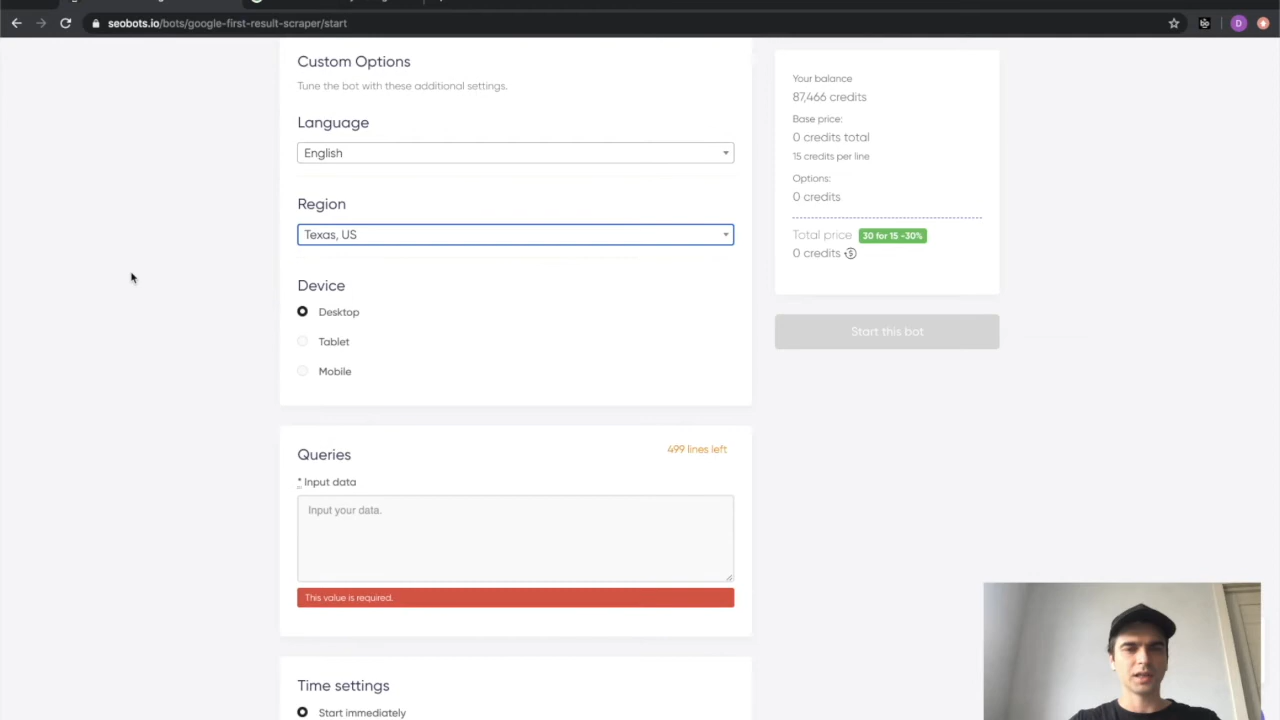 seobots.io/bots/google-first-result-scraper/start
D
Custom Options
Tune the bot with these additional settings.
Language
English
Region
Texas, US
Device
Desktop
Tablet
Mobile
Queries
499 lines left
* Input data
Input your data.
This value is required.
Time settings
Start immediately
Your balance
87,466 credits
Base price:
0 credits total
15 credits per line
Options:
0 credits
Total price 30 for 15 -30%
0 credits
Start this bot